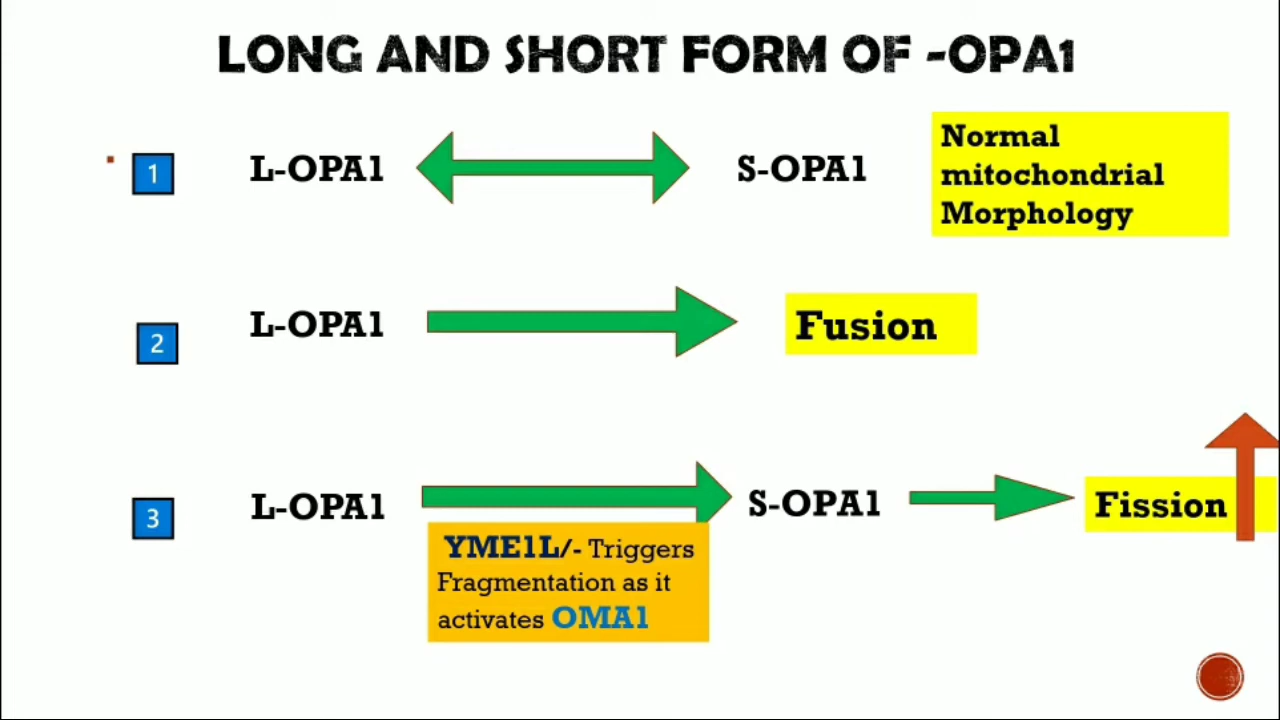 LONG AND SHORT FORM OF -OPA1
1
L-OPA1
S-OPA1
Normal
mitochondrial
Morphology
2
L-OPA1
Fusion
3
L-OPA1
S-OPA1
Fission
YME1L/- Triggers
Fragmentation as it
activates OMA1